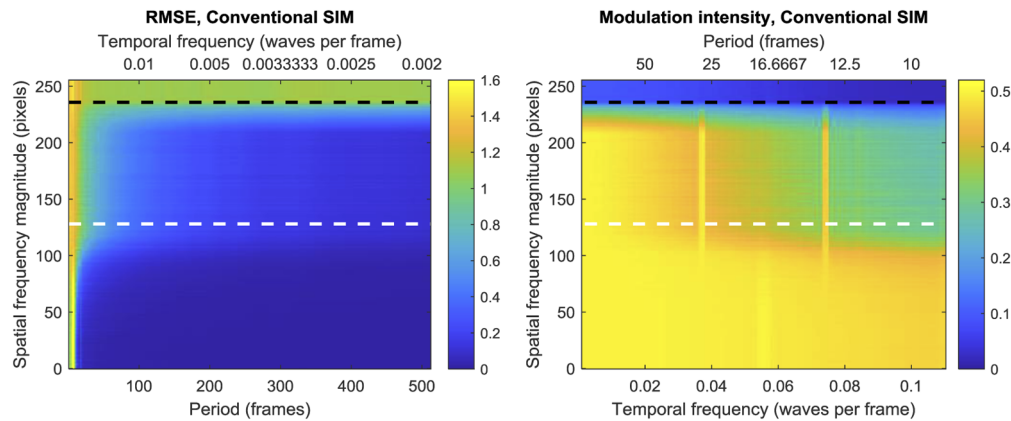 RMSE, Conventional SIM
Temporal frequency (waves per frame)
0.01 0.005 0.0033333 0.0025 0.002
250
200
150
100
50
0
Spatial frequency magnitude (pixels)
100 200 300 400 500
Period (frames)
1.6
1.4
1.2
1
0.8
0.6
0.4
0.2
0
Modulation intensity, Conventional SIM
Period (frames)
50 25 16.6667 12.5 10
250
200
150
100
50
0
Spatial frequency magnitude (pixels)
0.02 0.04 0.06 0.08 0.1
Temporal frequency (waves per frame)
0.5
0.4
0.3
0.2
0.1
0